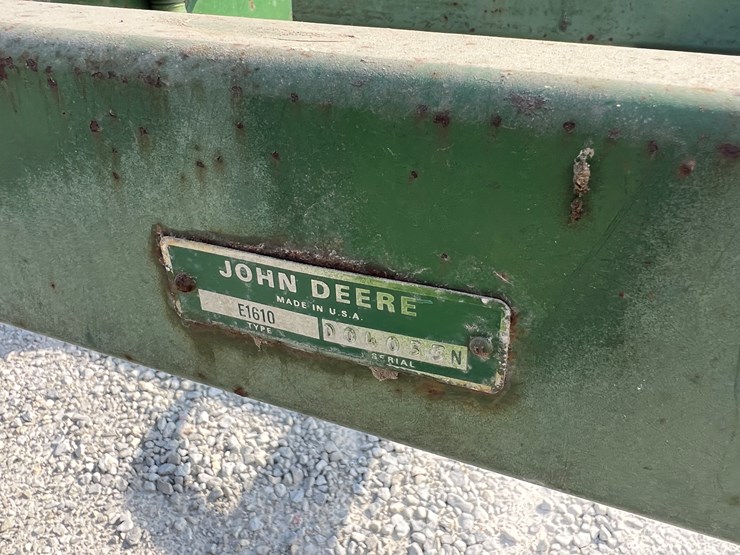 JOHN DEERE
MADE IN U.S.A.
E1610
TYPE SERIAL